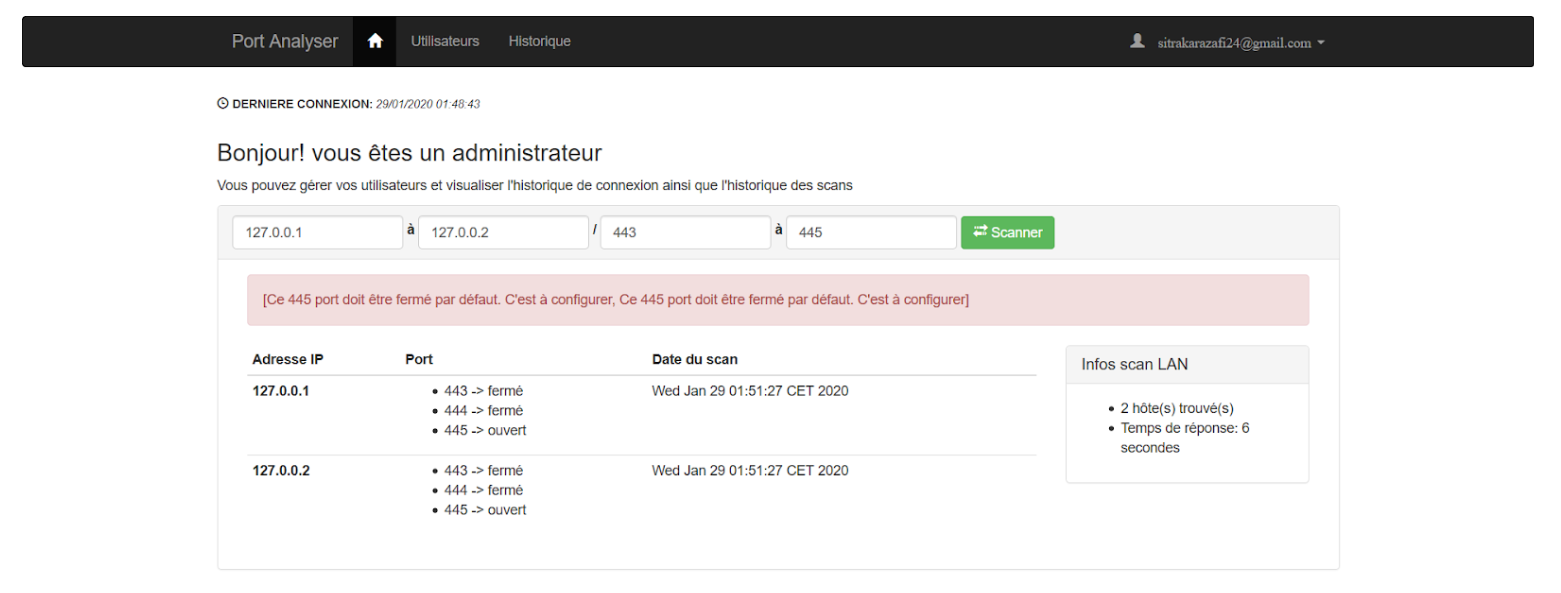 Port Analyser Utilisateurs Historique sitrakarazafi24@gmail.com
DERNIERE CONNEXION: 29/01/2020 01:48:43
Bonjour! vous êtes un administrateur
Vous pouvez gérer vos utilisateurs et visualiser l'historique de connexion ainsi que l'historique des scans
127.0.0.1 à 127.0.0.2 / 443 à 445 Scanner
[Ce 445 port doit être fermé par défaut. C'est à configurer, Ce 445 port doit être fermé par défaut. C'est à configurer]
Adresse IP Port Date du scan
127.0.0.1 • 443 -> fermé Wed Jan 29 01:51:27 CET 2020
• 444 -> fermé
• 445 -> ouvert
127.0.0.2 • 443 -> fermé Wed Jan 29 01:51:27 CET 2020
• 444 -> fermé
• 445 -> ouvert
Infos scan LAN
• 2 hôte(s) trouvé(s)
• Temps de réponse: 6
secondes